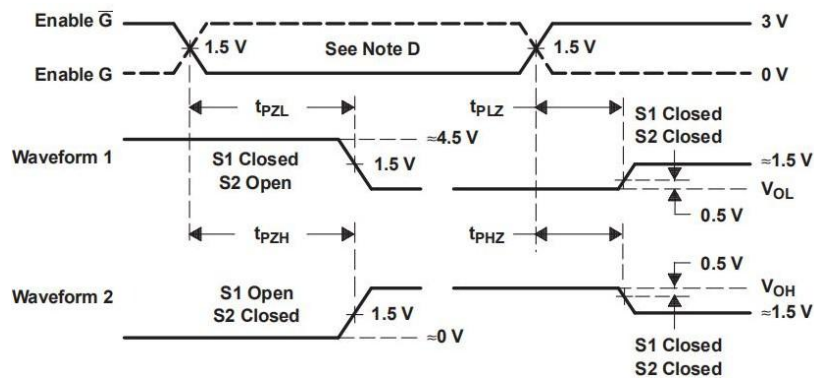 Enable G̅
3 V
1.5 V
See Note D
1.5 V
Enable G
0 V
tPZL
tPLZ
S1 Closed
S2 Closed
≈4.5 V
Waveform 1
S1 Closed
S2 Open
1.5 V
≈1.5 V
VOL
0.5 V
tPZH
tPHZ
0.5 V
Waveform 2
S1 Open
S2 Closed
1.5 V
VOH
≈1.5 V
≈0 V
S1 Closed
S2 Closed